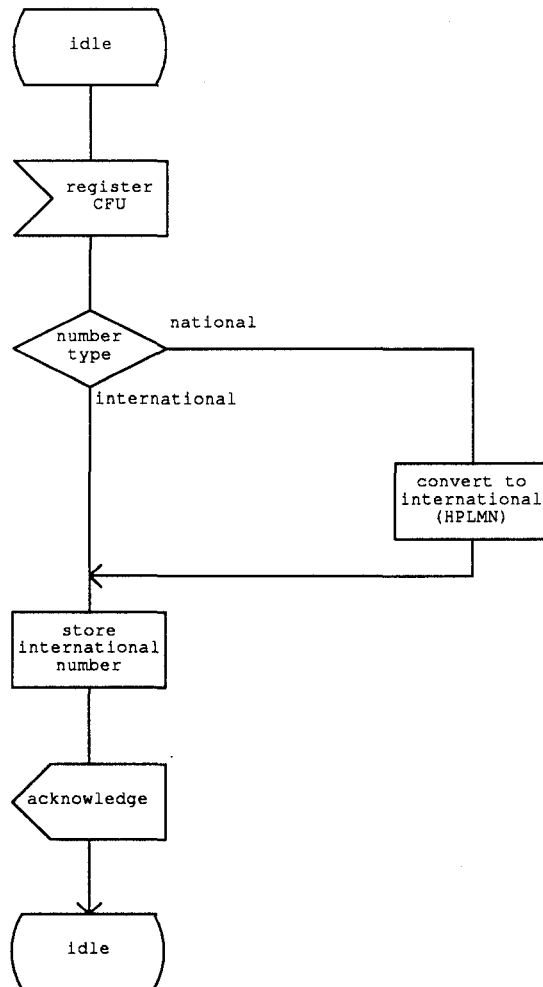 idle
register
CFU
number
type
national
international
convert to
international
(HPLMN)
store
international
number
acknowledge
idle